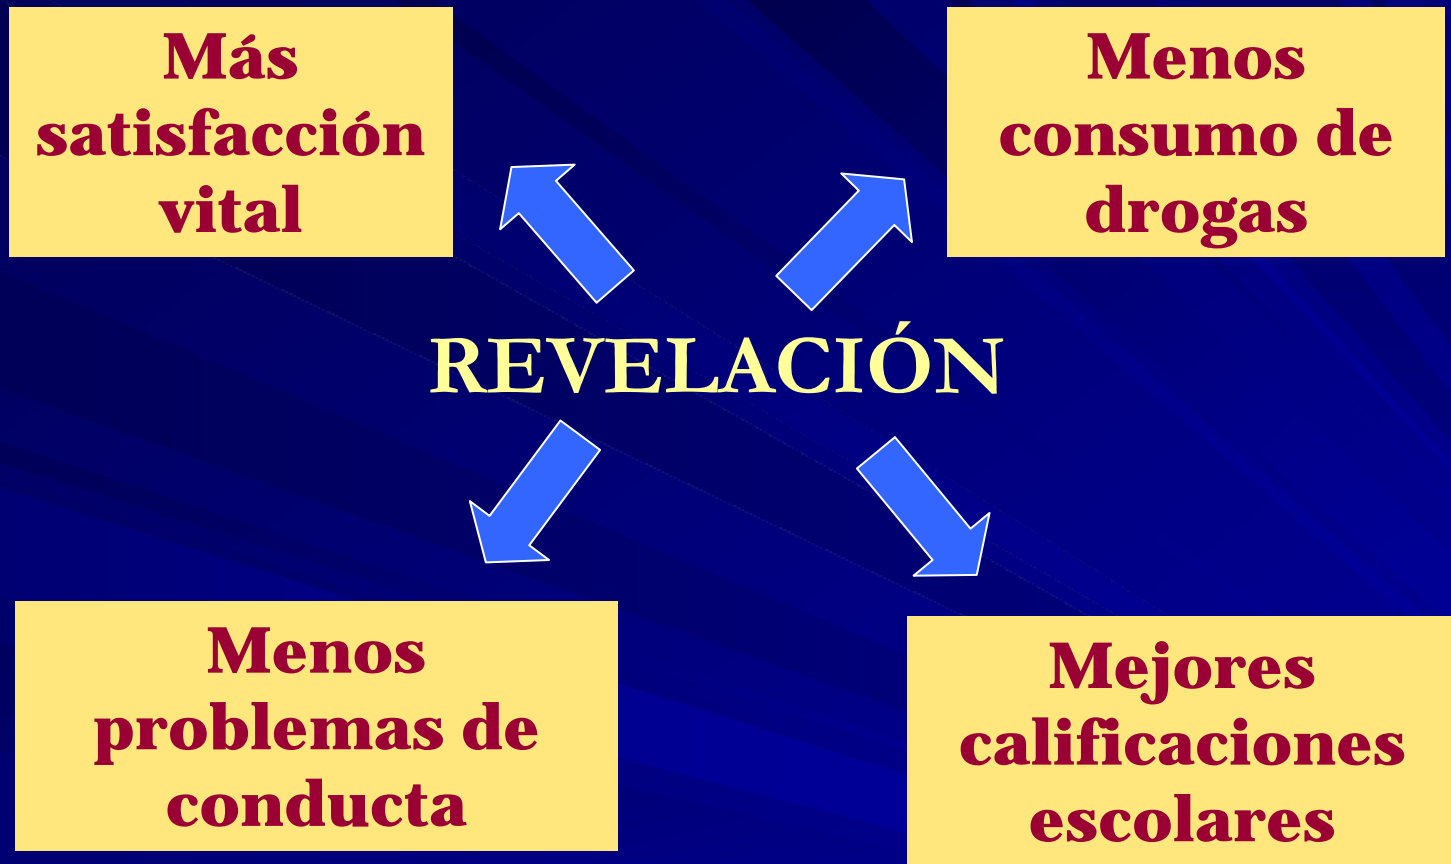 Más
satisfacción
vital
Menos
consumo de
drogas
REVELACIÓN
Menos
problemas de
conducta
Mejores
calificaciones
escolares